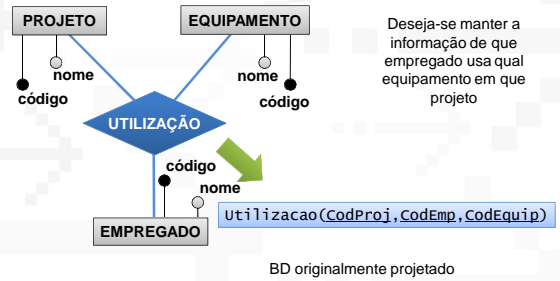 PROJETO
EQUIPAMENTO
Deseja-se manter a
informação de que
empregado usa qual
equipamento em que
projeto
nome
código
nome
código
UTILIZAÇÃO
código
nome
EMPREGADO
Utilizacao(CodProj,CodEmp,CodEquip)
BD originalmente projetado